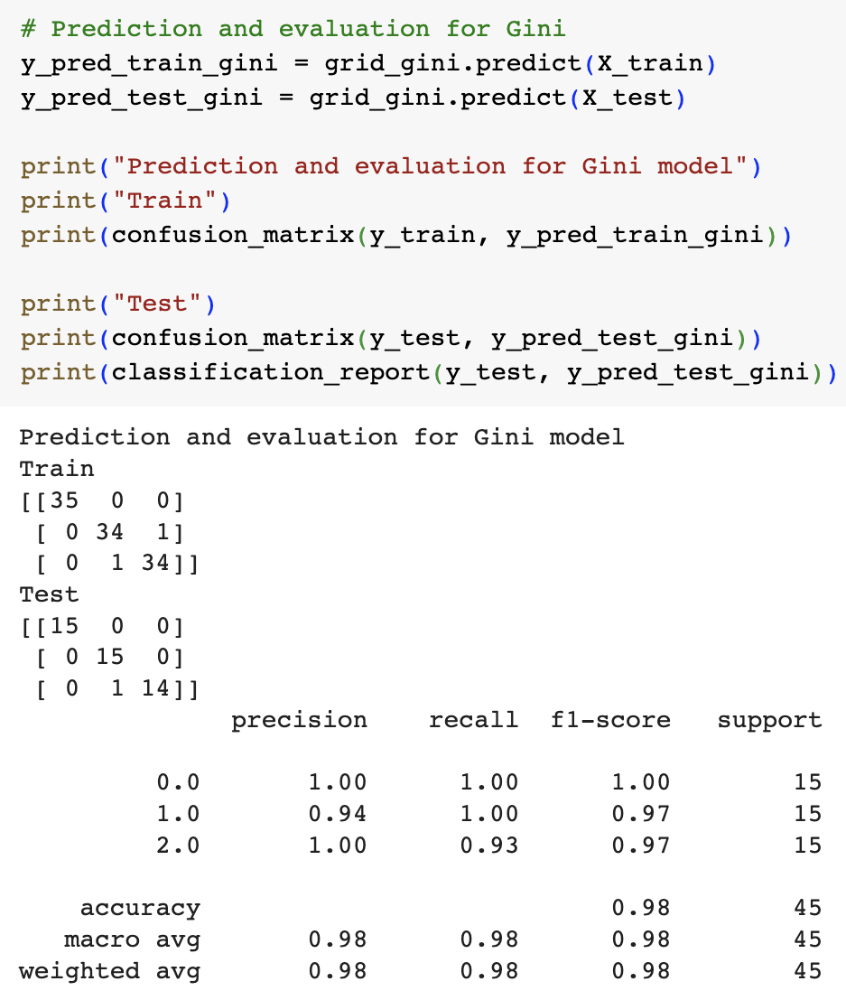 # Prediction and evaluation for Gini
y_pred_train_gini = grid_gini.predict(X_train)
y_pred_test_gini = grid_gini.predict(X_test)

print("Prediction and evaluation for Gini model")
print("Train")
print(confusion_matrix(y_train, y_pred_train_gini))

print("Test")
print(confusion_matrix(y_test, y_pred_test_gini))
print(classification_report(y_test, y_pred_test_gini))

Prediction and evaluation for Gini model
Train
[[35  0  0]
 [ 0 34  1]
 [ 0  1 34]]
Test
[[15  0  0]
 [ 0 15  0]
 [ 0  1 14]]
              precision    recall  f1-score   support

         0.0       1.00      1.00      1.00        15
         1.0       0.94      1.00      0.97        15
         2.0       1.00      0.93      0.97        15

    accuracy                           0.98        45
   macro avg       0.98      0.98      0.98        45
weighted avg       0.98      0.98      0.98        45